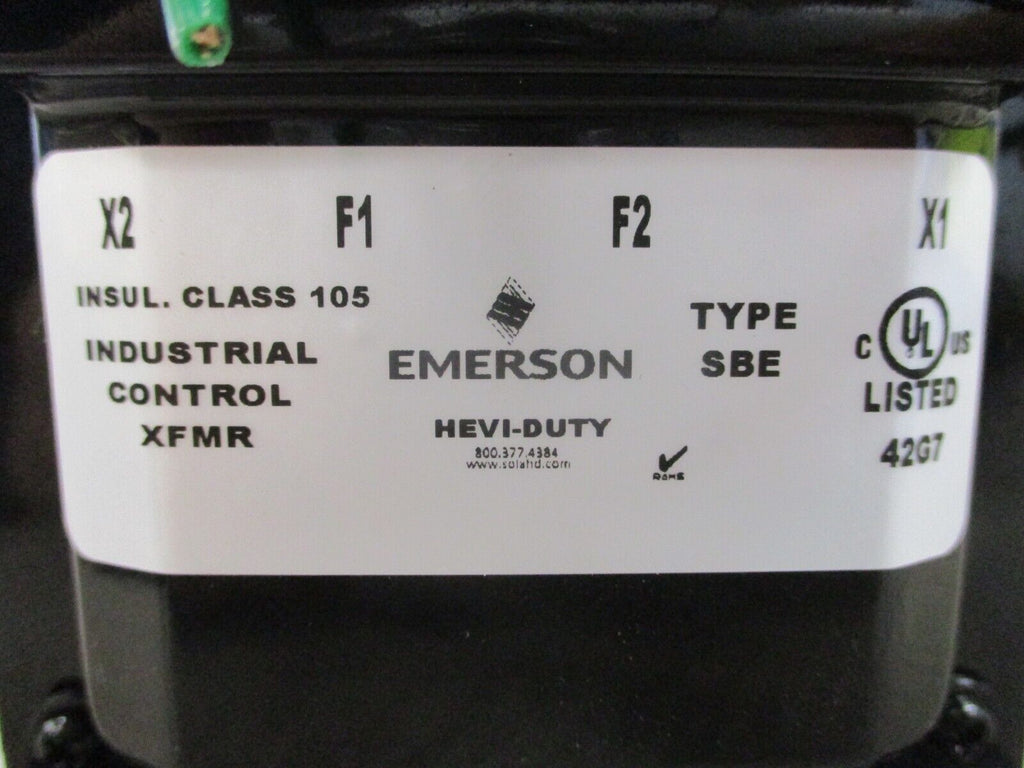 X2 F1 F2 X1
INSUL. CLASS 105
INDUSTRIAL
CONTROL
XFMR
EMERSON
HEVI-DUTY
800.377.4384
www.solahd.com
RoHS
TYPE
SBE
C UL US
LISTED
42G7